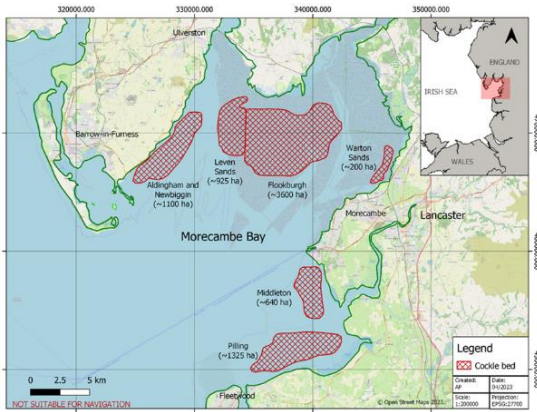 320000.000
330000.000
340000.000
350000.000
Ulverston
ENGLAND
IRISH SEA
WALES
Barrow-in-Furness
Leven
Sands
(~925 ha)
Warton
Sands
(~200 ha)
Aldingham and
Newbiggin
(~1100 ha)
Flookburgh
(~3600 ha)
Morecambe
Lancaster
Morecambe Bay
Middleton
(~640 ha)
Pilling
(~1325 ha)
Legend
Cockle bed
Created:
AP
Date:
04/2023
Scale:
1:200000
Projection:
EPSG:27700
0 2.5 5 km
NOT SUITABLE FOR NAVIGATION
Fleetwood
© Open Street Maps 2023